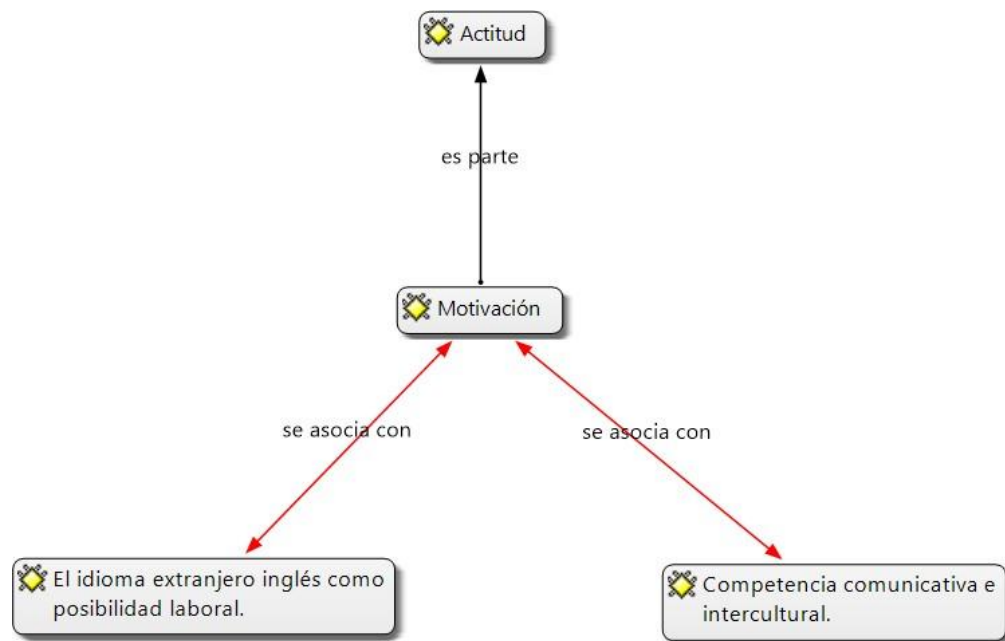 Actitud
es parte
Motivación
se asocia con
se asocia con
El idioma extranjero inglés como
posibilidad laboral.
Competencia comunicativa e
intercultural.